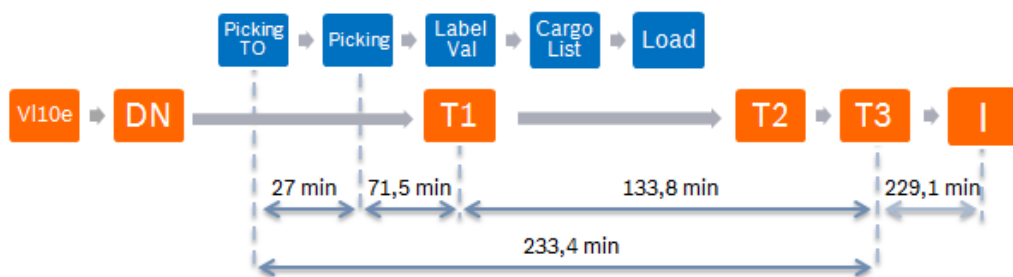 Picking
TO
Picking
Label
Val
Cargo
List
Load
Vl10e
DN
T1
T2
T3
I
27 min
71,5 min
133,8 min
229,1 min
233,4 min